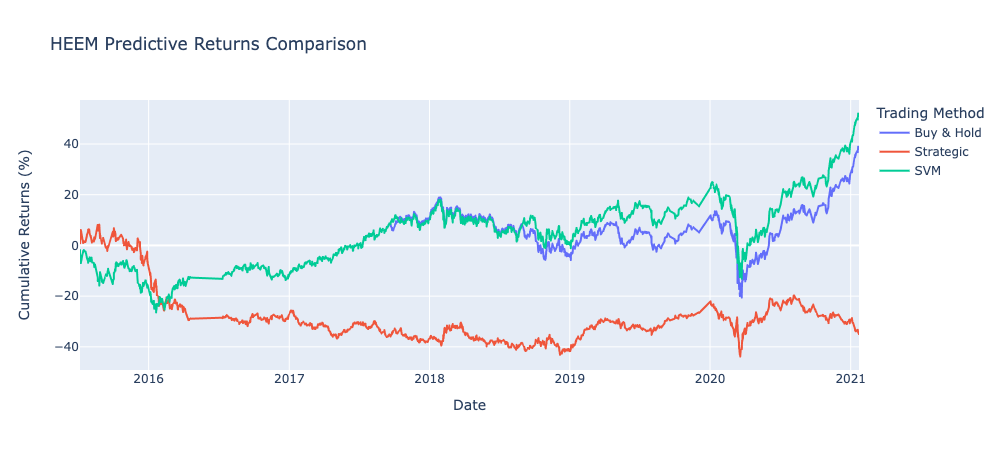 HEEM Predictive Returns Comparison
Trading Method
Buy & Hold
Strategic
SVM
Cumulative Returns (%)
40
20
0
−20
−40
2016
2017
2018
2019
2020
2021
Date